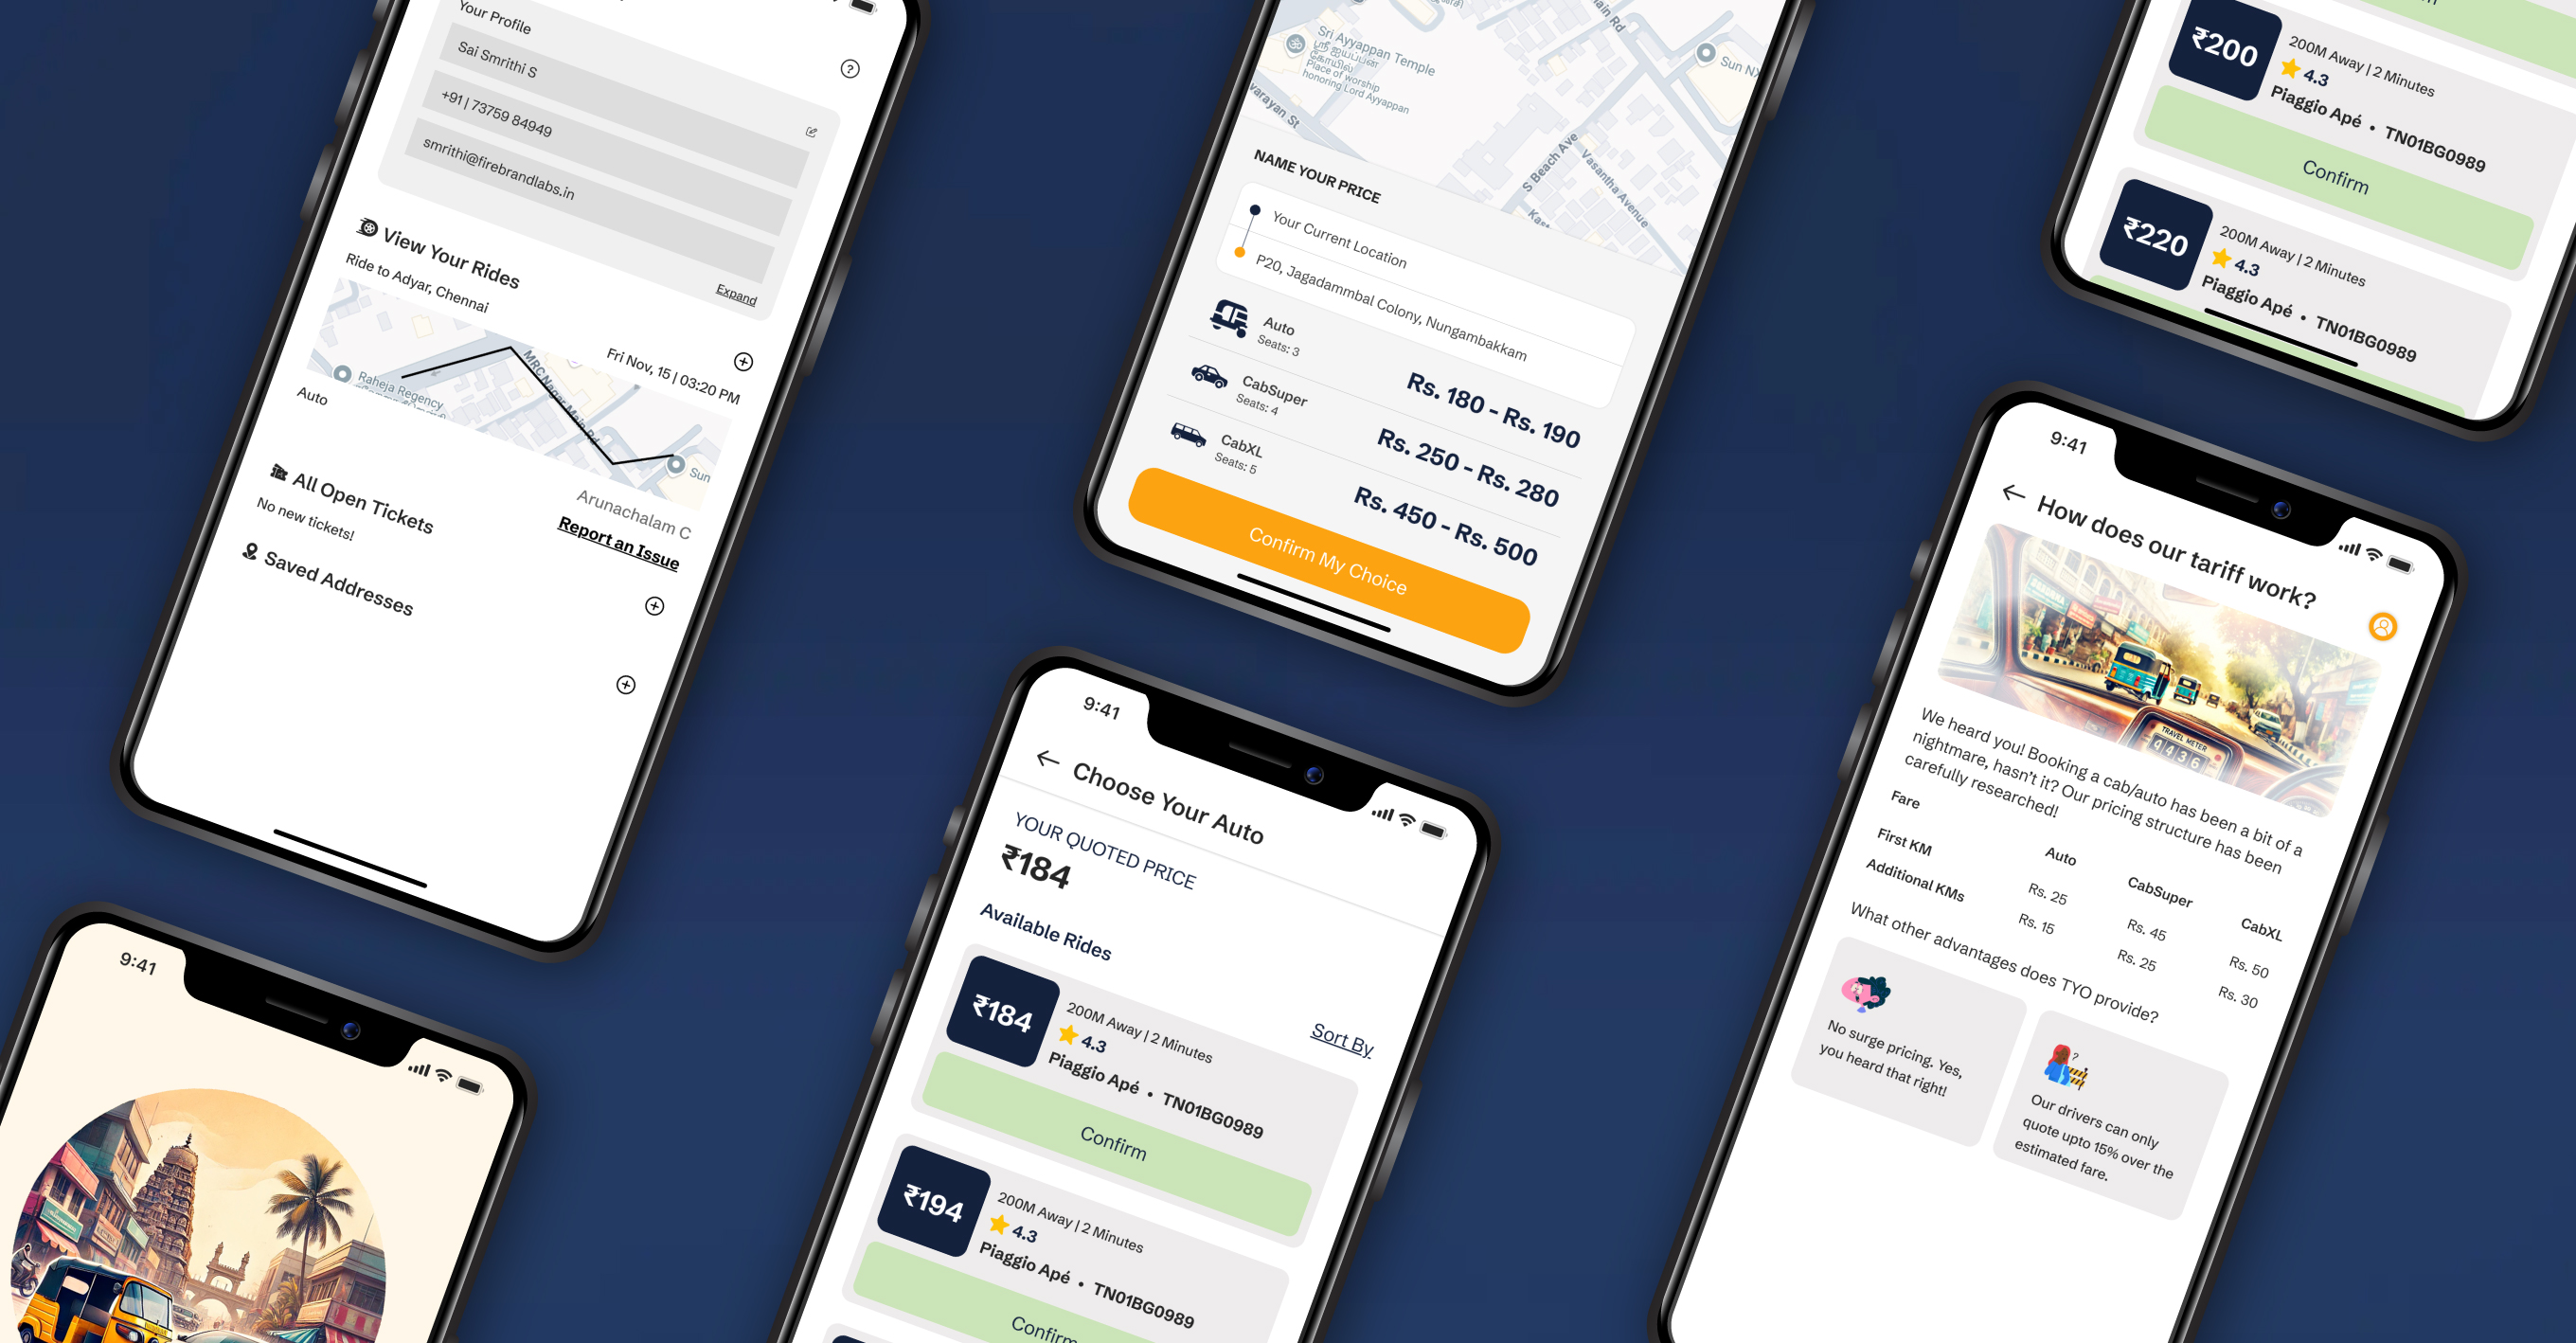 Your Profile
Sai Smrithi S
+91 | 73759 84949
smrithi@firebrandlabs.in
Expand
View Your Rides
Ride to Adyar, Chennai
Fri Nov, 15 | 03:20 PM
MRC Nagar Main Rd
Raheja Regency
Sun
Auto
Arunachalam C
Report an Issue
All Open Tickets
No new tickets!
Saved Addresses
9:41
Sri Ayyappan Temple
ஸ்ரீ ஐயப்பன்
கோயில்
Place of worship
honoring Lord Ayyappan
ain Rd
Sun NX
varayan St
S Beach Ave
Vasantha Avenue
Kast
NAME YOUR PRICE
Your Current Location
P20, Jagadammbal Colony, Nungambakkam
Auto
Seats: 3
Rs. 180 - Rs. 190
CabSuper
Seats: 4
Rs. 250 - Rs. 280
CabXL
Seats: 5
Rs. 450 - Rs. 500
Confirm My Choice
9:41
Choose Your Auto
YOUR QUOTED PRICE
₹184
Available Rides
Sort By
₹184
200M Away | 2 Minutes
4.3
Piaggio Apé • TN01BG0989
Confirm
₹194
200M Away | 2 Minutes
4.3
Piaggio Apé • TN01BG0989
Confirm
₹200
200M Away | 2 Minutes
4.3
Piaggio Apé • TN01BG0989
Confirm
₹220
200M Away | 2 Minutes
4.3
Piaggio Apé • TN01BG0989
9:41
How does our tariff work?
TRAVEL METER
9436
We heard you! Booking a cab/auto has been a bit of a
nightmare, hasn't it? Our pricing structure has been
carefully researched!
Fare
Auto
CabSuper
CabXL
First KM
Rs. 25
Rs. 45
Rs. 50
Additional KMs
Rs. 15
Rs. 25
Rs. 30
What other advantages does TYO provide?
No surge pricing. Yes,
you heard that right!
?
Our drivers can only
quote upto 15% over the
estimated fare.